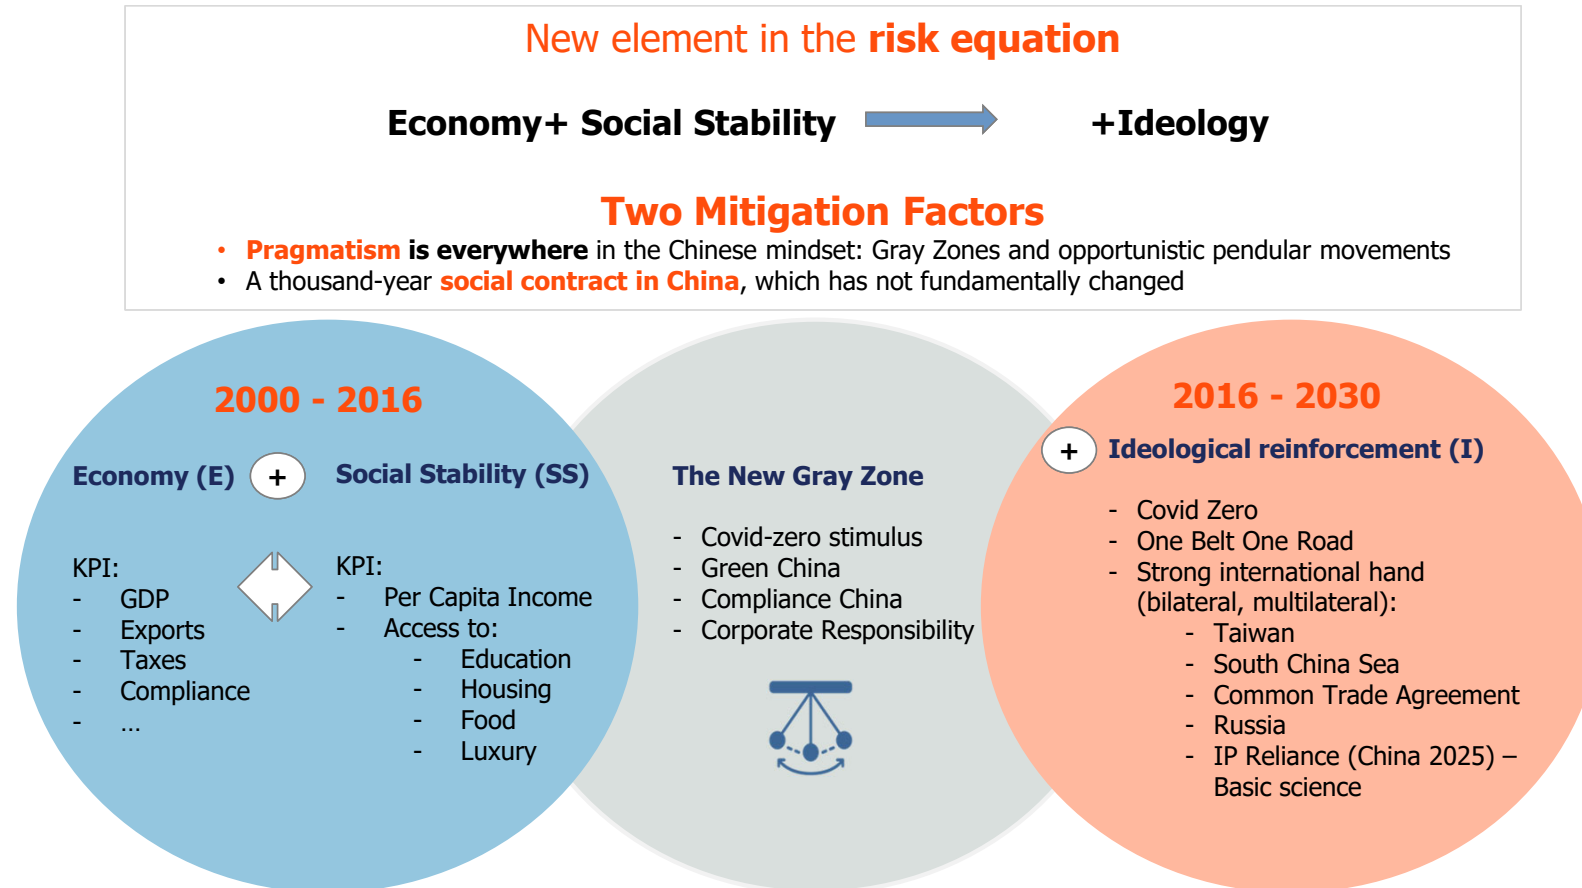 New element in the risk equation
Economy+ Social Stability +Ideology
Two Mitigation Factors
• Pragmatism is everywhere in the Chinese mindset: Gray Zones and opportunistic pendular movements
• A thousand-year social contract in China, which has not fundamentally changed
2000 - 2016
Economy (E) + Social Stability (SS)
KPI:
- GDP
- Exports
- Taxes
- Compliance
- ...
KPI:
- Per Capita Income
- Access to:
- Education
- Housing
- Food
- Luxury
The New Gray Zone
- Covid-zero stimulus
- Green China
- Compliance China
- Corporate Responsibility
2016 - 2030
+ Ideological reinforcement (I)
- Covid Zero
- One Belt One Road
- Strong international hand
(bilateral, multilateral):
- Taiwan
- South China Sea
- Common Trade Agreement
- Russia
- IP Reliance (China 2025) –
Basic science